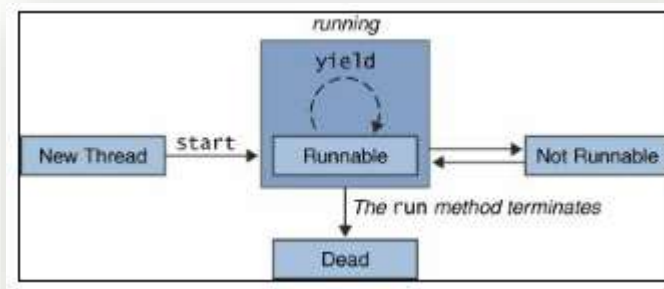 running
yield
New Thread
start
Runnable
Not Runnable
The run method terminates
Dead